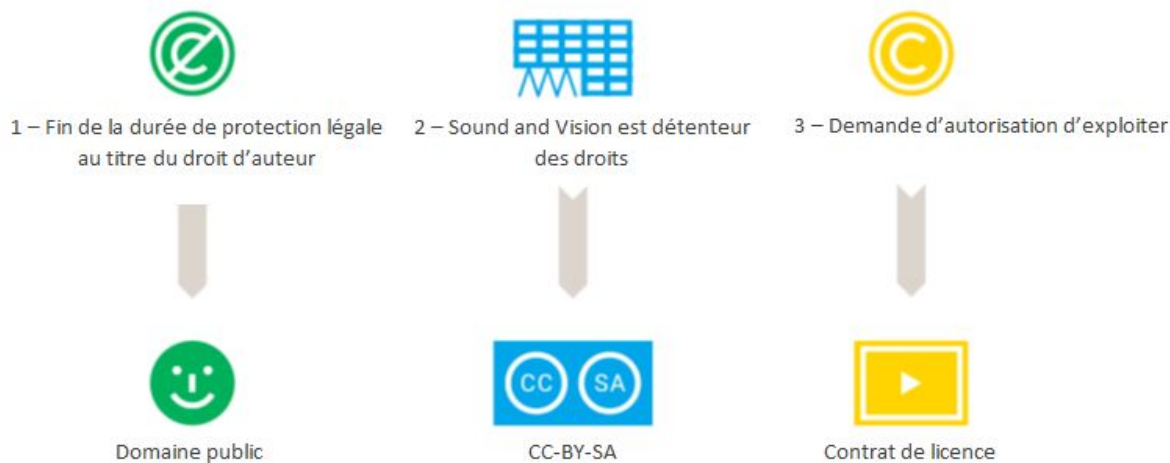 1 – Fin de la durée de protection légale
au titre du droit d’auteur
2 – Sound and Vision est détenteur
des droits
3 – Demande d’autorisation d’exploiter
CC
SA
Domaine public
CC-BY-SA
Contrat de licence